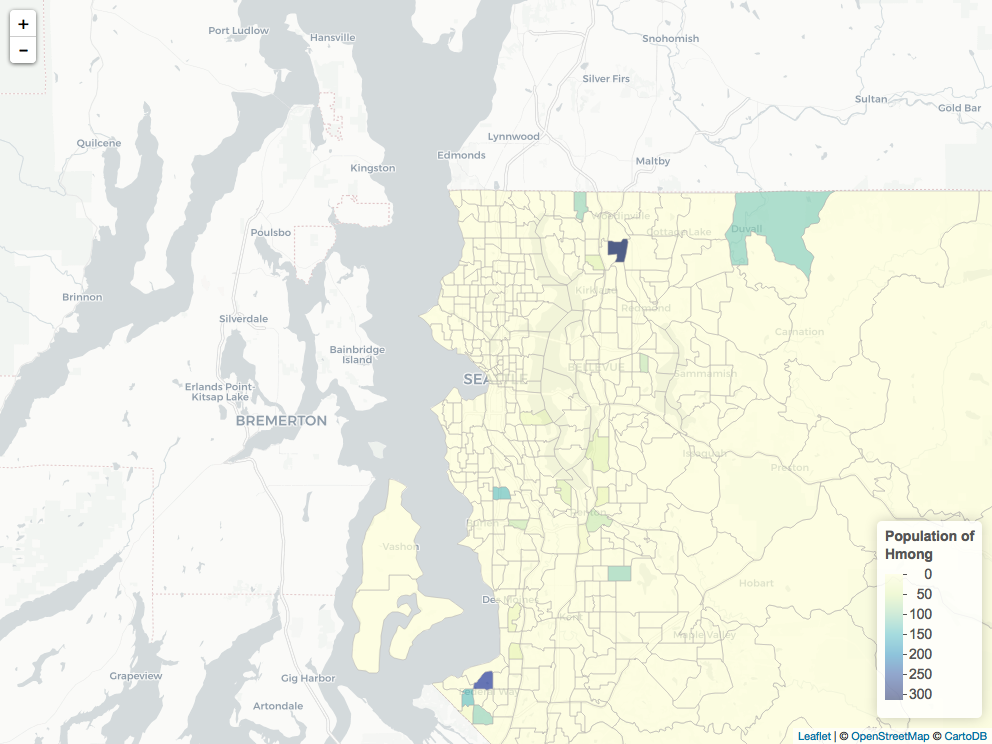 +
−
Port Ludlow
Hansville
Snohomish
Silver Firs
Sultan
Gold Bar
Quilcene
Lynnwood
Edmonds
Maltby
Kingston
Woodinville
Poulsbo
Cottage Lake
Duvall
Brinnon
Kirkland
Redmond
Silverdale
Carnation
Bainbridge
Island
BELLEVUE
Sammamish
SEATTLE
Erlands Point-
Kitsap Lake
BREMERTON
Issaquah
Preston
Renton
Burien
Vashon
Hobart
Des Moines
Kent
Maple Valley
Grapeview
Gig Harbor
Federal Way
Artondale
Population of
Hmong
0
50
100
150
200
250
300
Leaflet | © OpenStreetMap © CartoDB